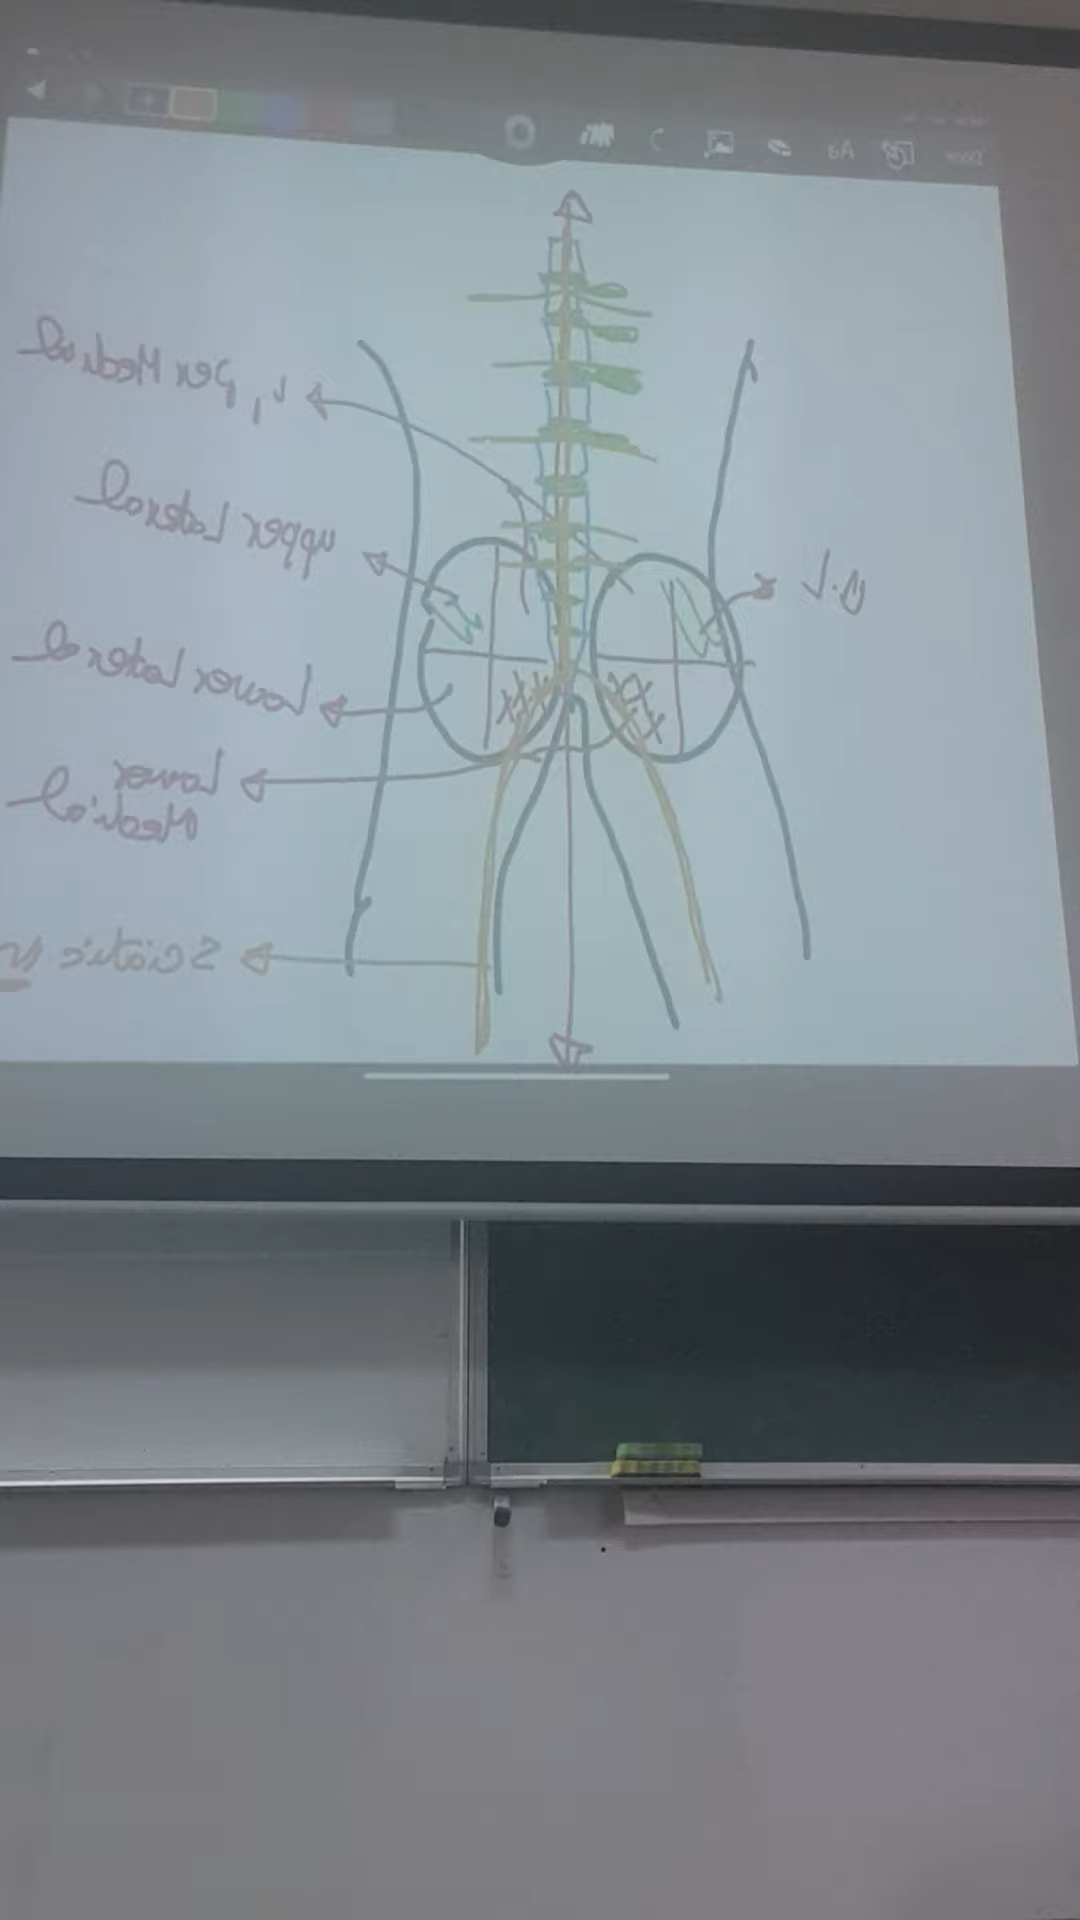 upper Medial
upper Lateral
U.L
Lower Lateral
Lower
Medial
Sciatic n